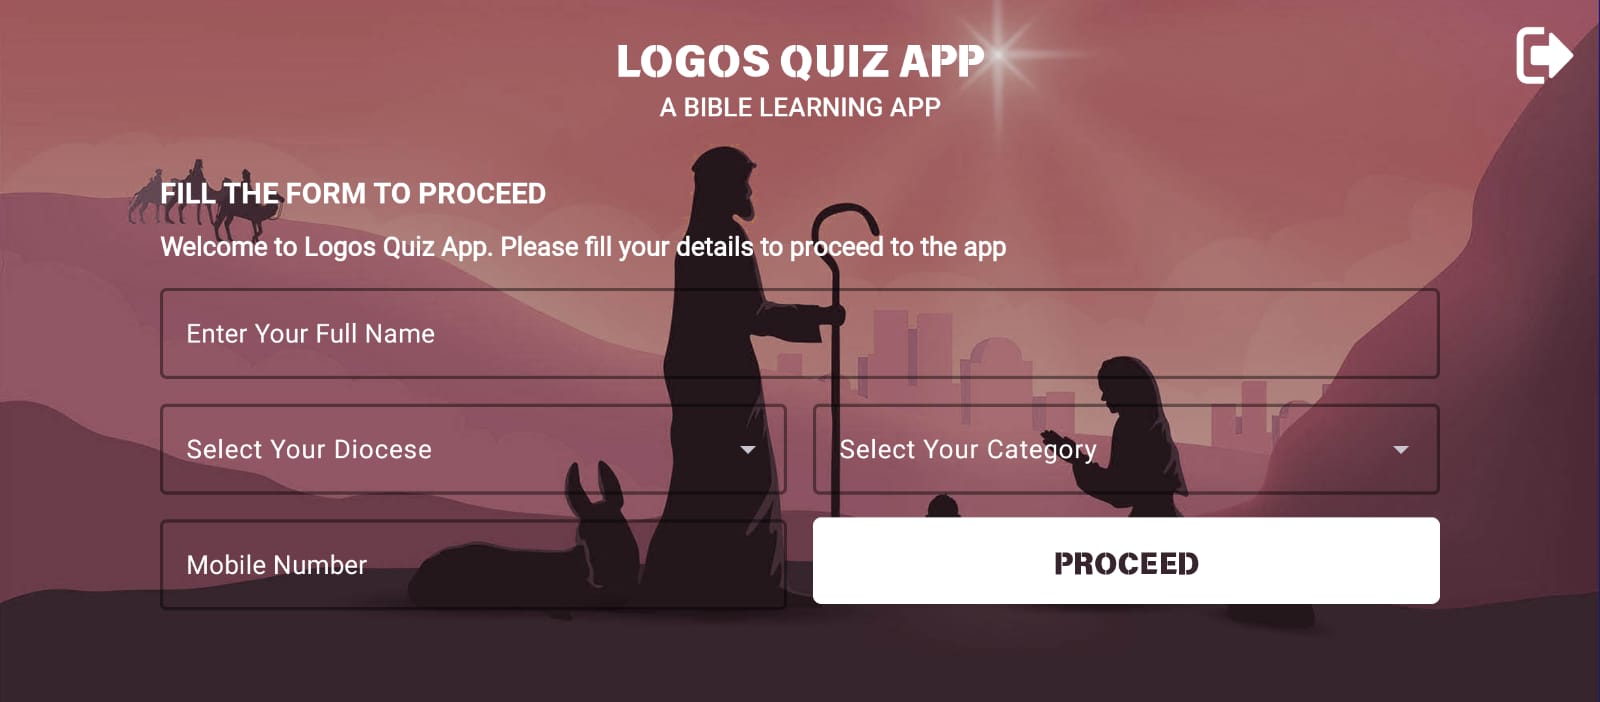 LOGOS QUIZ APP
A BIBLE LEARNING APP
FILL THE FORM TO PROCEED
Welcome to Logos Quiz App. Please fill your details to proceed to the app
Enter Your Full Name
Select Your Diocese
Select Your Category
Mobile Number
PROCEED